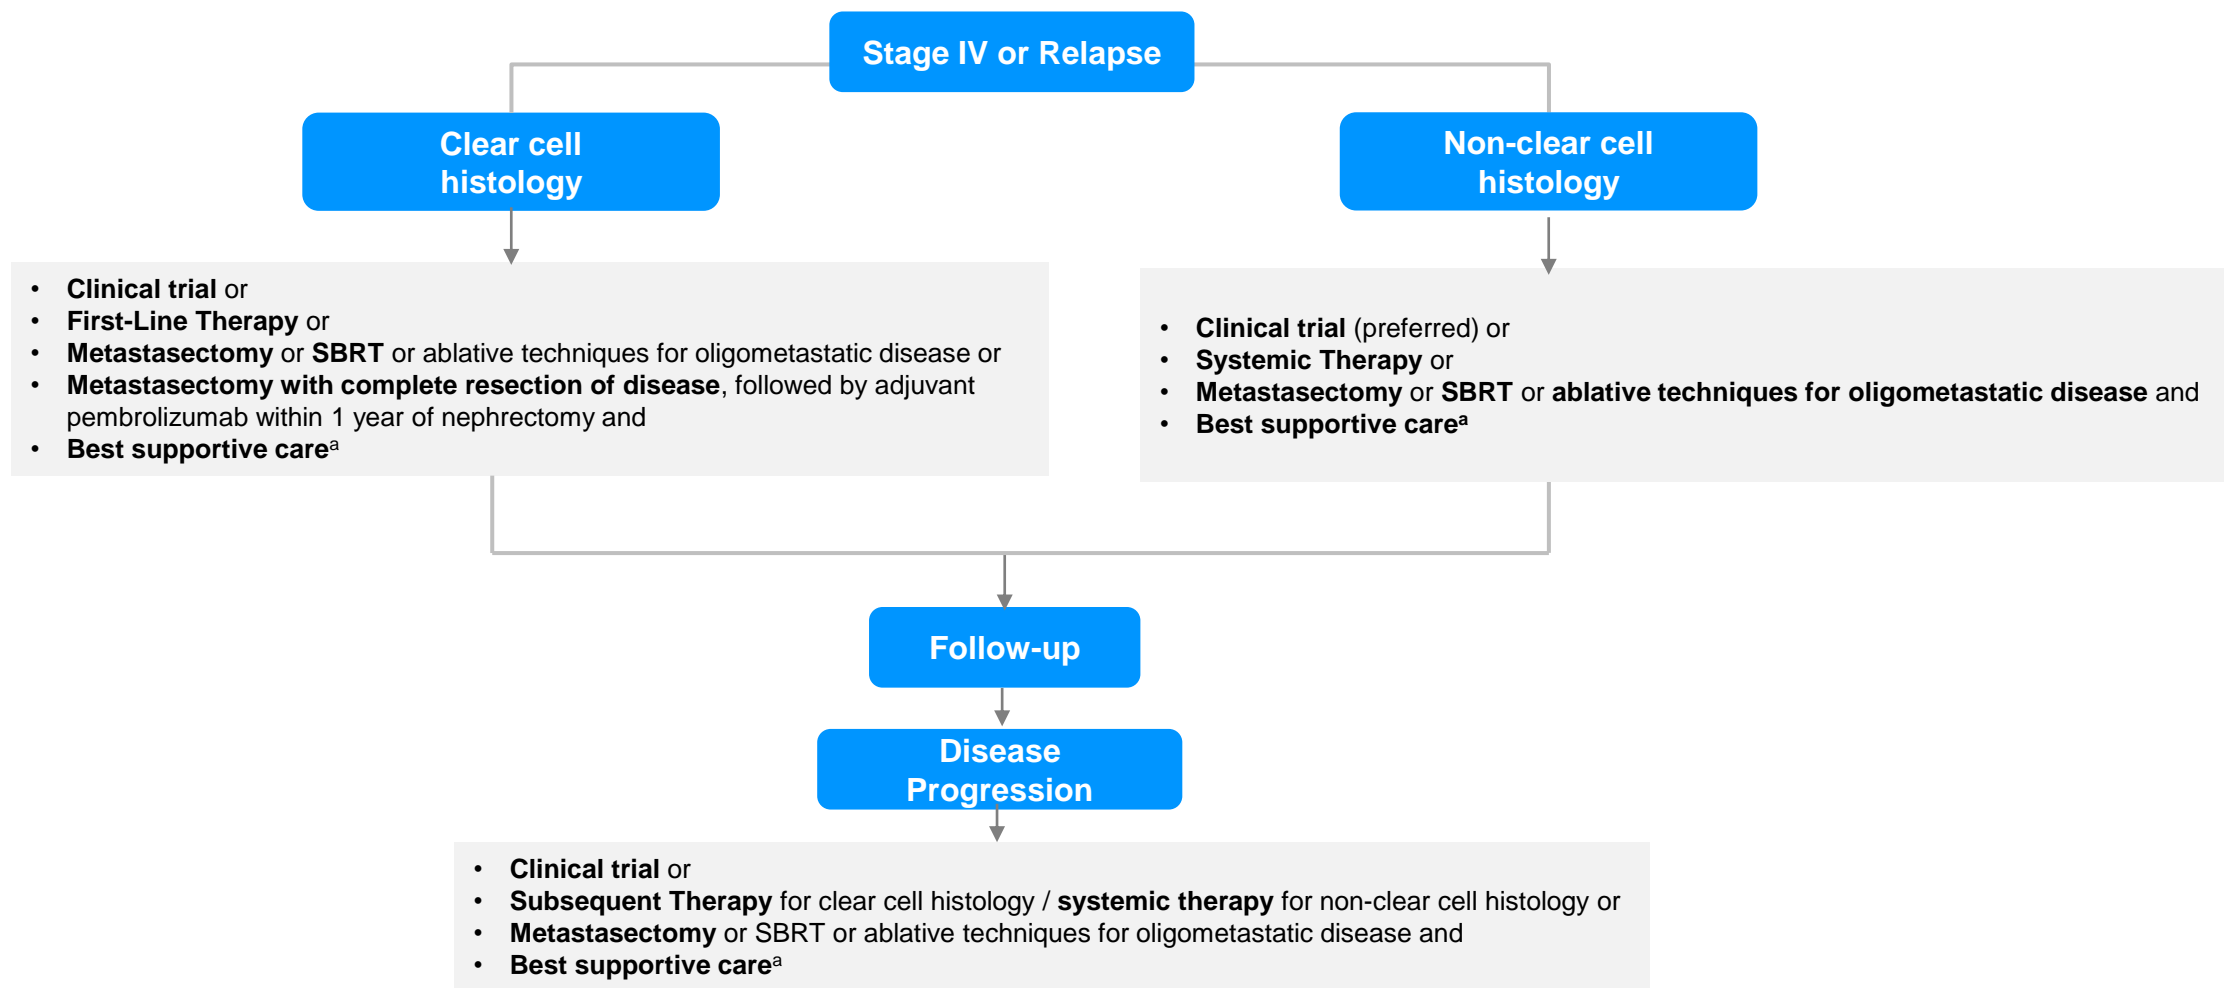 Stage IV or Relapse
Clear cell
histology
Non-clear cell
histology
• Clinical trial or
• First-Line Therapy or
• Metastasectomy or SBRT or ablative techniques for oligometastatic disease or
• Metastasectomy with complete resection of disease, followed by adjuvant
pembrolizumab within 1 year of nephrectomy and
• Best supportive careᵃ
• Clinical trial (preferred) or
• Systemic Therapy or
• Metastasectomy or SBRT or ablative techniques for oligometastatic disease and
• Best supportive careᵃ
Follow-up
Disease
Progression
• Clinical trial or
• Subsequent Therapy for clear cell histology / systemic therapy for non-clear cell histology or
• Metastasectomy or SBRT or ablative techniques for oligometastatic disease and
• Best supportive careᵃ